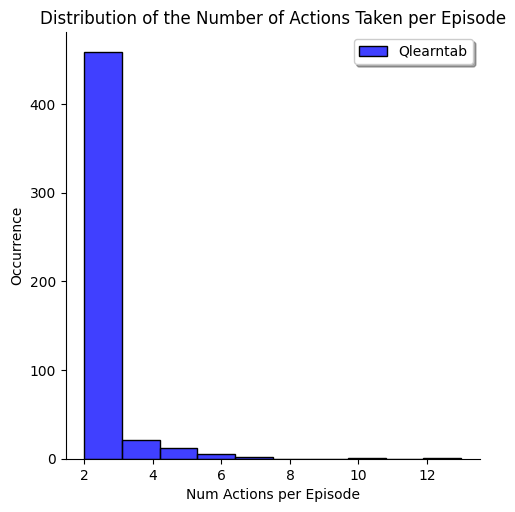 Distribution of the Number of Actions Taken per Episode
Qlearntab
Occurrence
400
300
200
100
0
2 4 6 8 10 12
Num Actions per Episode